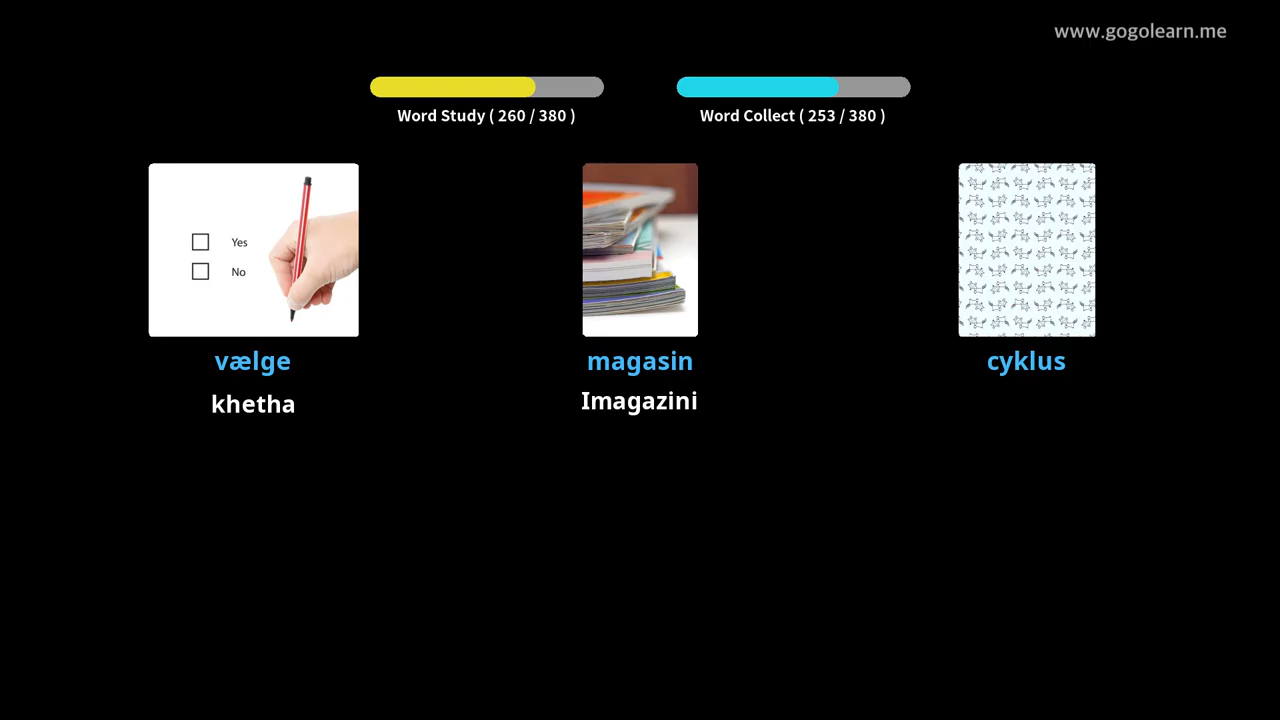 www.gogolearn.me
Word Study ( 260 / 380 )
Word Collect ( 253 / 380 )
Yes
No
vælge
magasin
cyklus
khetha
Imagazini